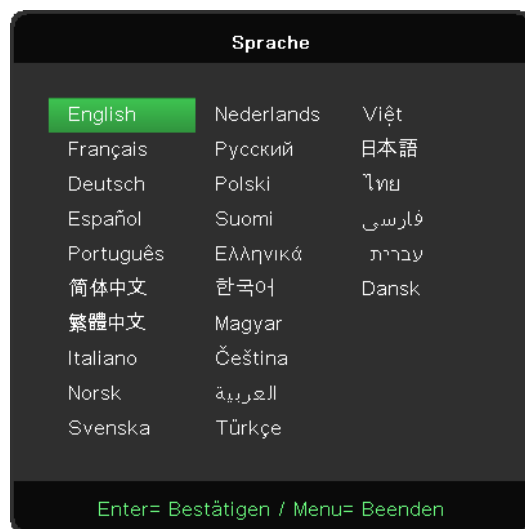 Sprache
English
Français
Deutsch
Español
Português
简体中文
繁體中文
Italiano
Norsk
Svenska
Nederlands
Русский
Polski
Suomi
Ελληνικά
한국어
Magyar
Čeština
العربية
Türkçe
Việt
日本語
ไทย
فارسی
עברית
Dansk
Enter= Bestätigen / Menu= Beenden